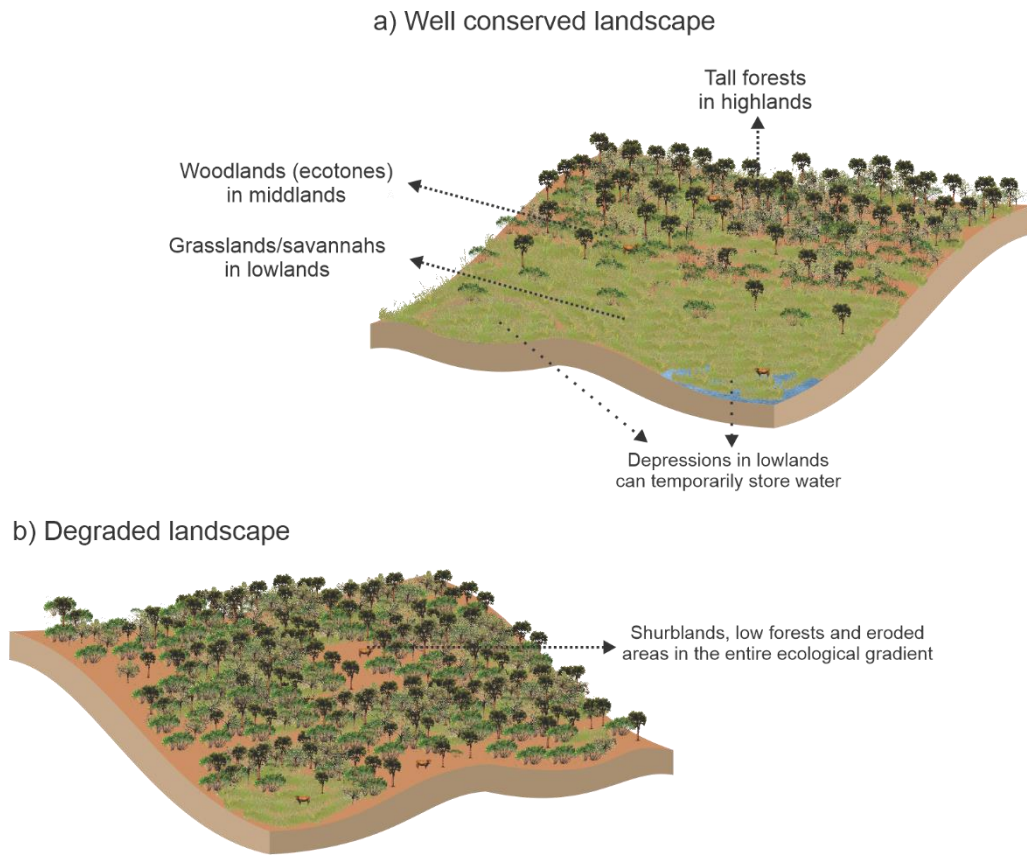 a) Well conserved landscape
Tall forests
in highlands
Woodlands (ecotones)
in middlands
Grasslands/savannahs
in lowlands
Depressions in lowlands
can temporarily store water
b) Degraded landscape
Shurblands, low forests and eroded
areas in the entire ecological gradient